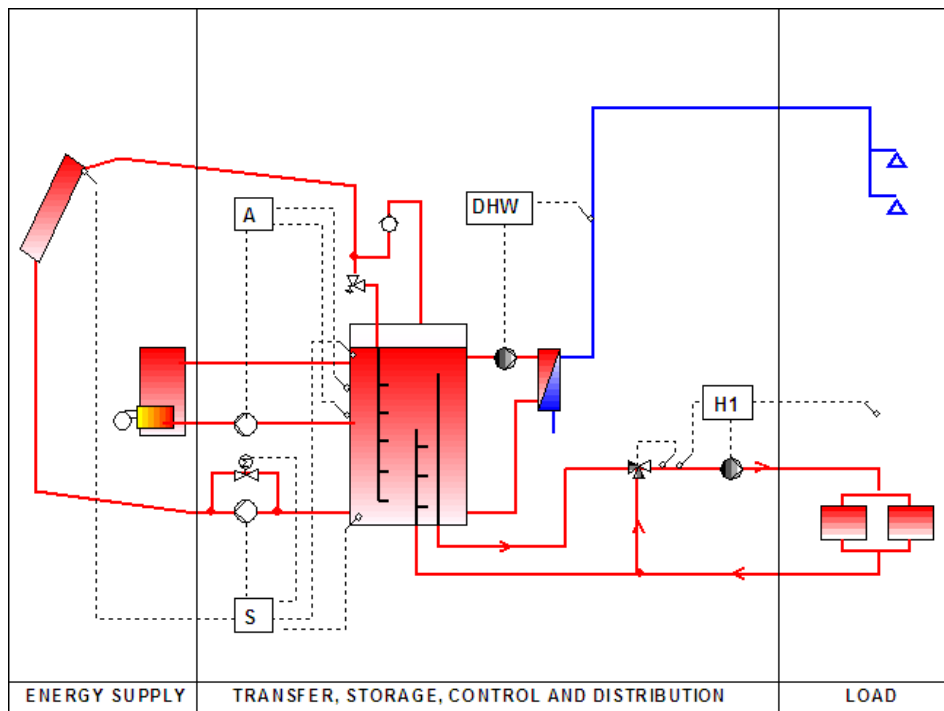 A
DHW
H1
S
ENERGY SUPPLY
TRANSFER, STORAGE, CONTROL AND DISTRIBUTION
LOAD